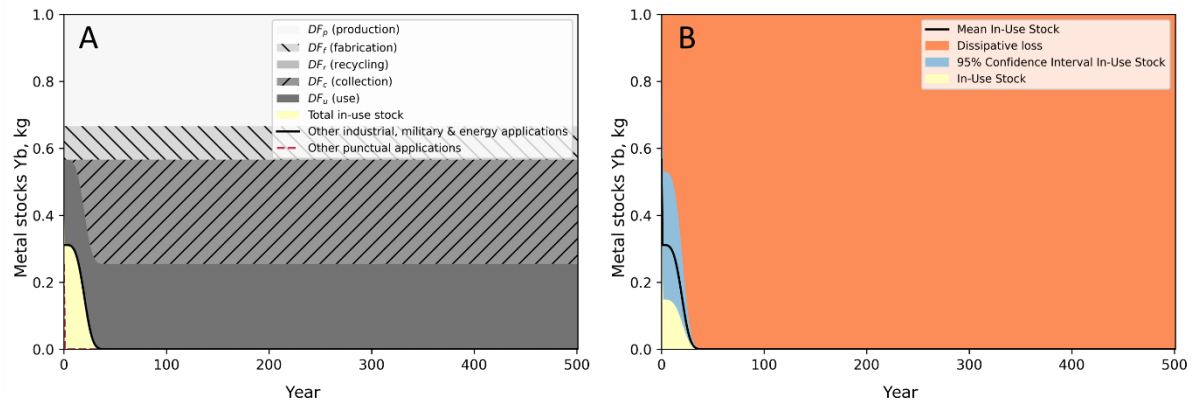 A
DF_p (production)
DF_f (fabrication)
DF_r (recycling)
DF_c (collection)
DF_u (use)
Total in-use stock
Other industrial, military & energy applications
Other punctual applications
Metal stocks Yb, kg
1.0
0.8
0.6
0.4
0.2
0.0
0 100 200 300 400 500
Year
B
Mean In-Use Stock
Dissipative loss
95% Confidence Interval In-Use Stock
In-Use Stock
Metal stocks Yb, kg
1.0
0.8
0.6
0.4
0.2
0.0
0 100 200 300 400 500
Year